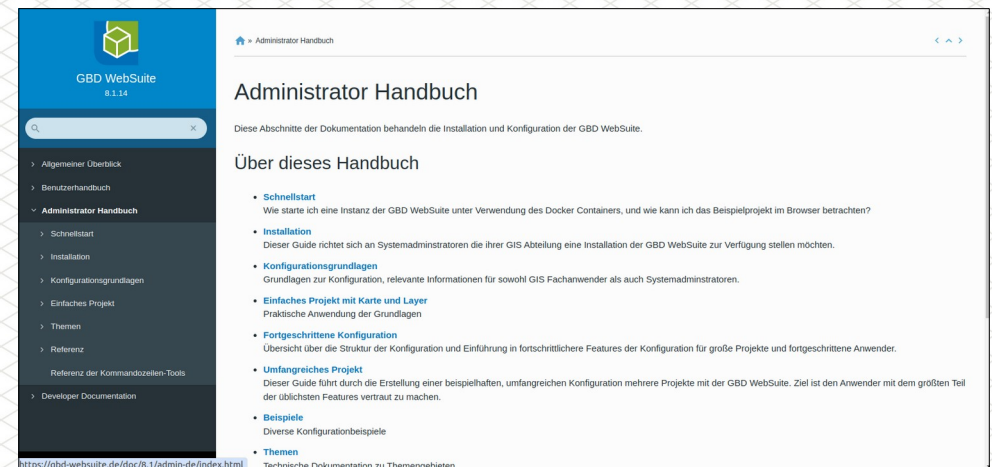 GBD WebSuite
8.1.14
Allgemeiner Überblick
Benutzerhandbuch
Administrator Handbuch
Schnellstart
Installation
Konfigurationsgrundlagen
Einfaches Projekt
Themen
Referenz
Referenz der Kommandozeilen-Tools
Developer Documentation
https://gbd-websuite.de/doc/8.1/admin-de/index.html
» Administrator Handbuch
Administrator Handbuch
Diese Abschnitte der Dokumentation behandeln die Installation und Konfiguration der GBD WebSuite.
Über dieses Handbuch
• Schnellstart
Wie starte ich eine Instanz der GBD WebSuite unter Verwendung des Docker Containers, und wie kann ich das Beispielprojekt im Browser betrachten?
• Installation
Dieser Guide richtet sich an Systemadminstratoren die ihrer GIS Abteilung eine Installation der GBD WebSuite zur Verfügung stellen möchten.
• Konfigurationsgrundlagen
Grundlagen zur Konfiguration, relevante Informationen für sowohl GIS Fachanwender als auch Systemadminstratoren.
• Einfaches Projekt mit Karte und Layer
Praktische Anwendung der Grundlagen
• Fortgeschrittene Konfiguration
Übersicht über die Struktur der Konfiguration und Einführung in fortschrittlichere Features der Konfiguration für große Projekte und fortgeschrittene Anwender.
• Umfangreiches Projekt
Dieser Guide führt durch die Erstellung einer beispielhaften, umfangreichen Konfiguration mehrere Projekte mit der GBD WebSuite. Ziel ist den Anwender mit dem größten Teil
der üblichsten Features vertraut zu machen.
• Beispiele
Diverse Konfigurationbeispiele
• Themen
Technische Dokumentation zu Themengebieten